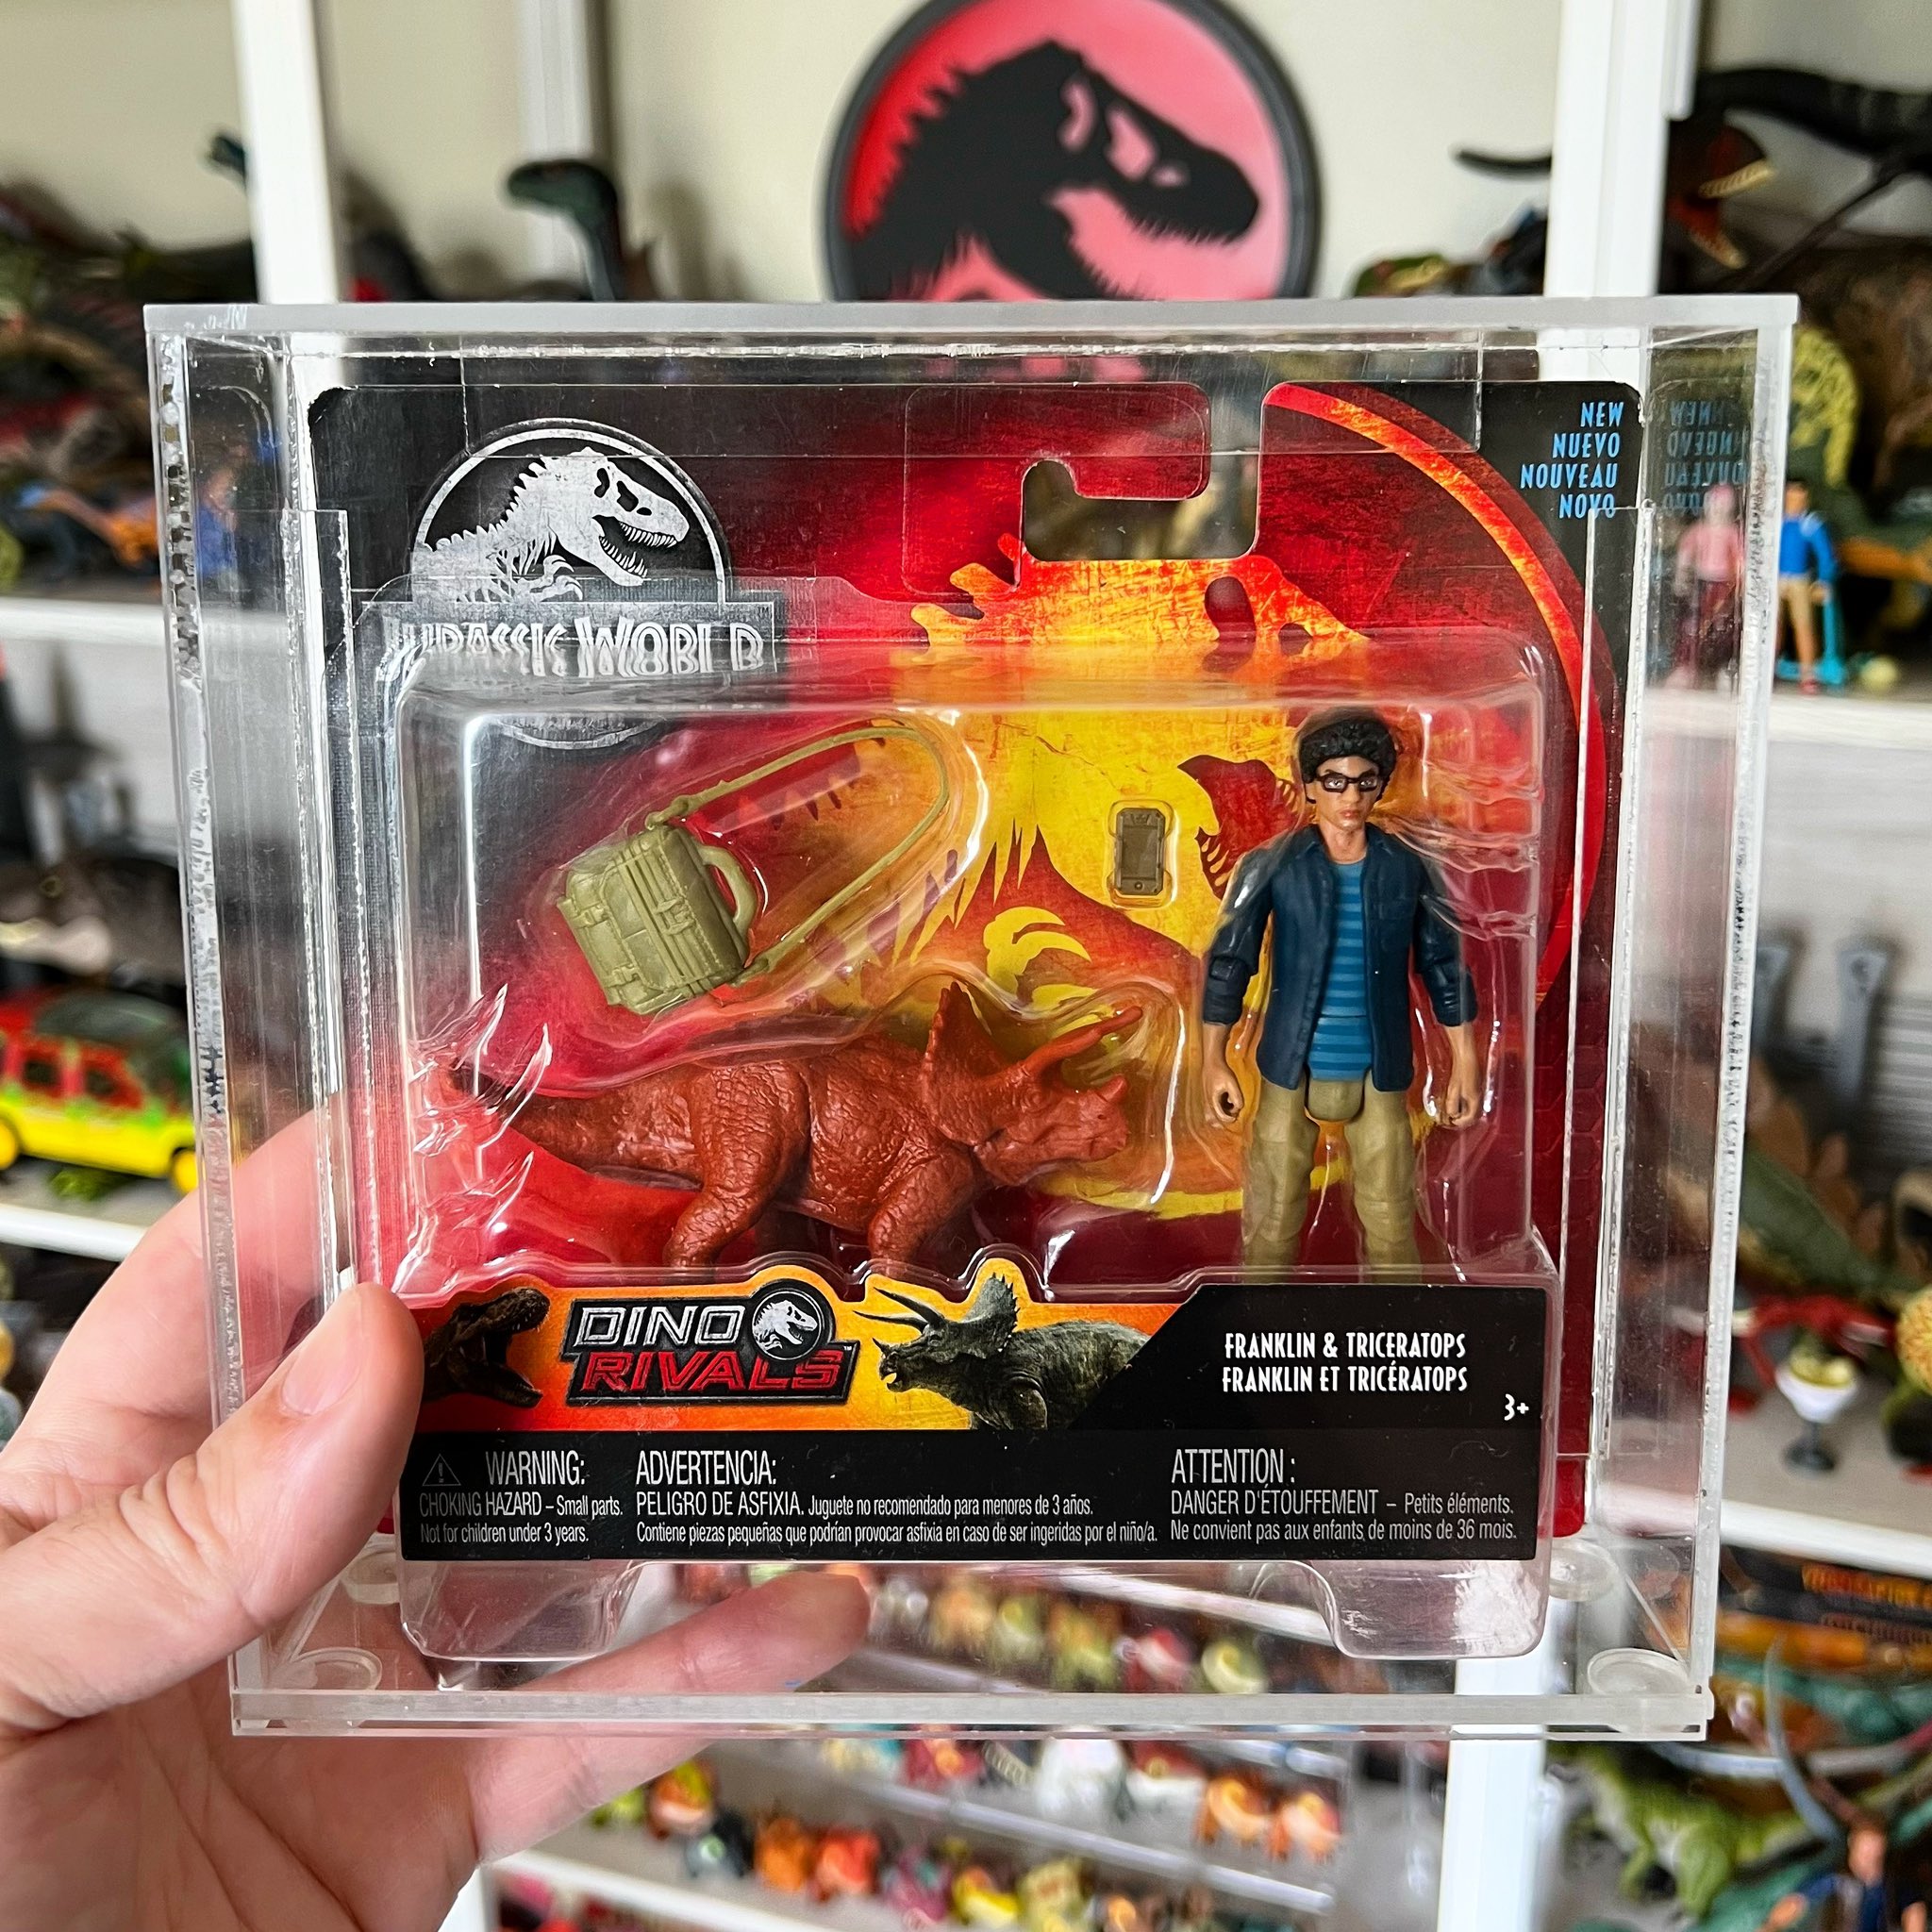 NEW
NUEVO
NOUVEAU
NOVO
JURASSIC WORLD
DINO
RIVALS
FRANKLIN & TRICERATOPS
FRANKLIN ET TRICÉRATOPS
3+
WARNING:
CHOKING HAZARD – Small parts.
Not for children under 3 years.
ADVERTENCIA:
PELIGRO DE ASFIXIA. Juguete no recomendado para menores de 3 años.
Contiene piezas pequeñas que podrían provocar asfixia en caso de ser ingeridas por el niño/a.
ATTENTION :
DANGER D'ÉTOUFFEMENT – Petits éléments.
Ne convient pas aux enfants de moins de 36 mois.